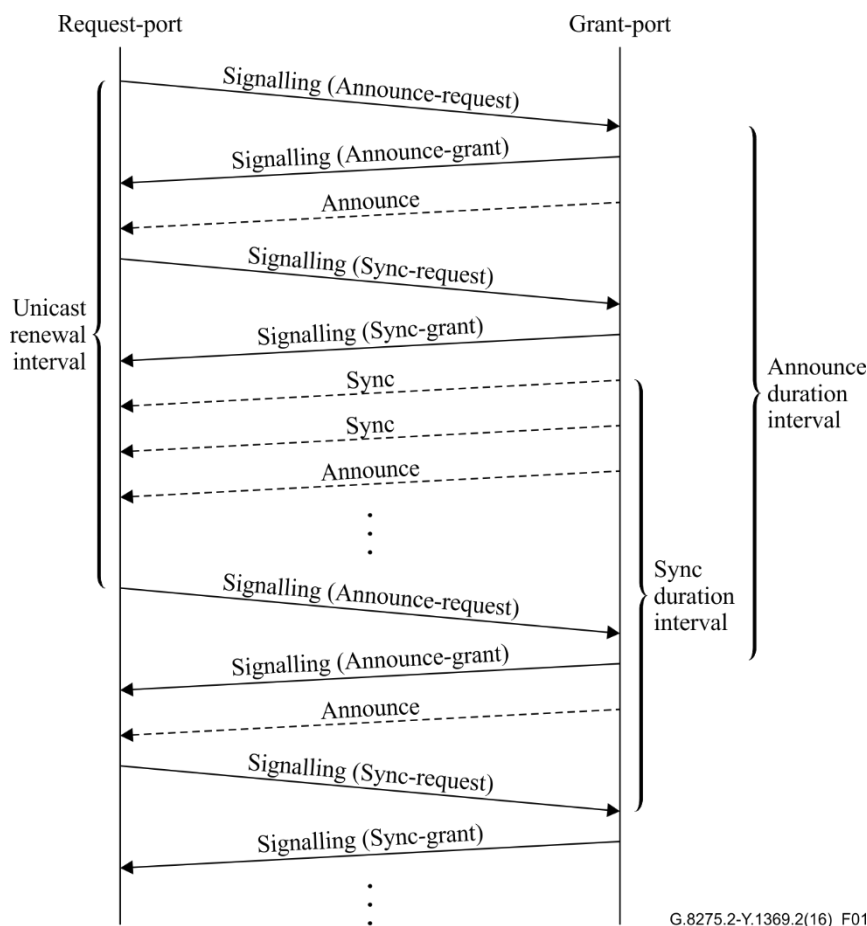 Request-port
Grant-port
Signalling (Announce-request)
Signalling (Announce-grant)
Announce
Signalling (Sync-request)
Unicast
renewal
interval
Signalling (Sync-grant)
Sync
Sync
Announce
Announce
duration
interval
Sync
duration
interval
Signalling (Announce-request)
Signalling (Announce-grant)
Announce
Signalling (Sync-request)
Signalling (Sync-grant)
G.8275.2-Y.1369.2(16)_F01